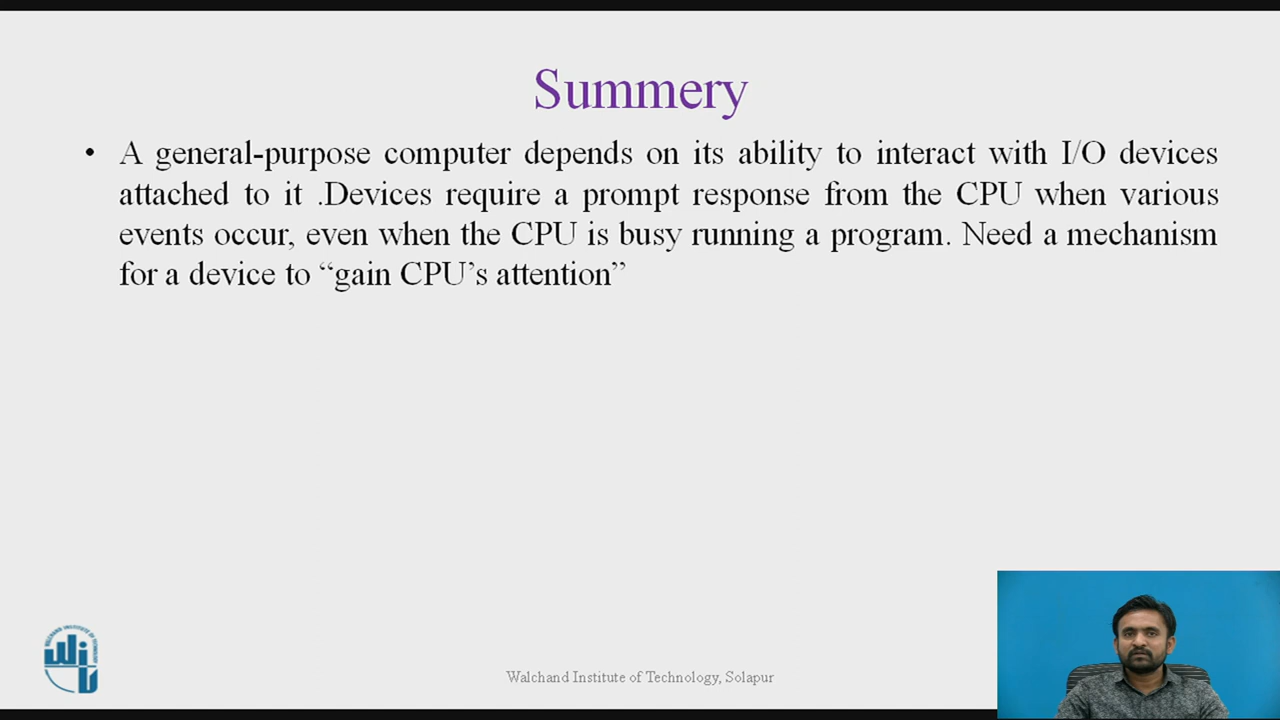 Summery
• A general-purpose computer depends on its ability to interact with I/O devices
attached to it .Devices require a prompt response from the CPU when various
events occur, even when the CPU is busy running a program. Need a mechanism
for a device to “gain CPU’s attention”
Walchand Institute of Technology, Solapur